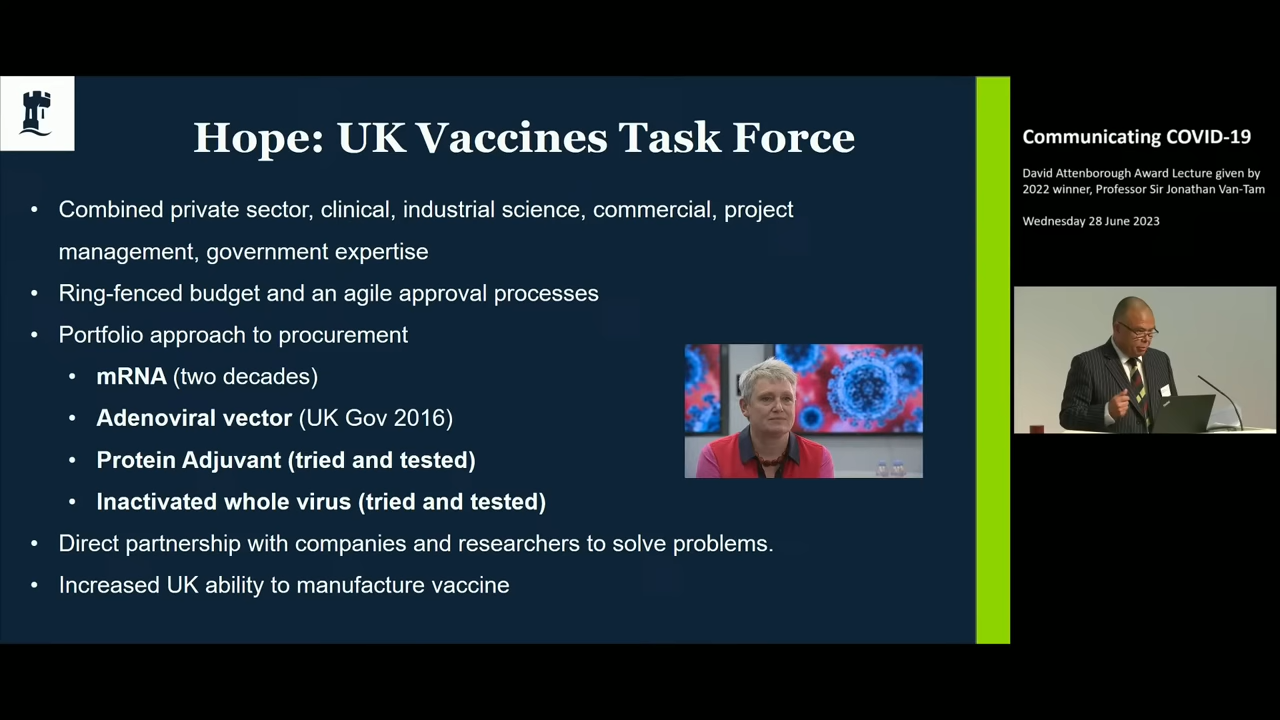 Hope: UK Vaccines Task Force
• Combined private sector, clinical, industrial science, commercial, project
management, government expertise
• Ring-fenced budget and an agile approval processes
• Portfolio approach to procurement
• mRNA (two decades)
• Adenoviral vector (UK Gov 2016)
• Protein Adjuvant (tried and tested)
• Inactivated whole virus (tried and tested)
• Direct partnership with companies and researchers to solve problems.
• Increased UK ability to manufacture vaccine
Communicating COVID-19
David Attenborough Award Lecture given by
2022 winner, Professor Sir Jonathan Van-Tam
Wednesday 28 June 2023